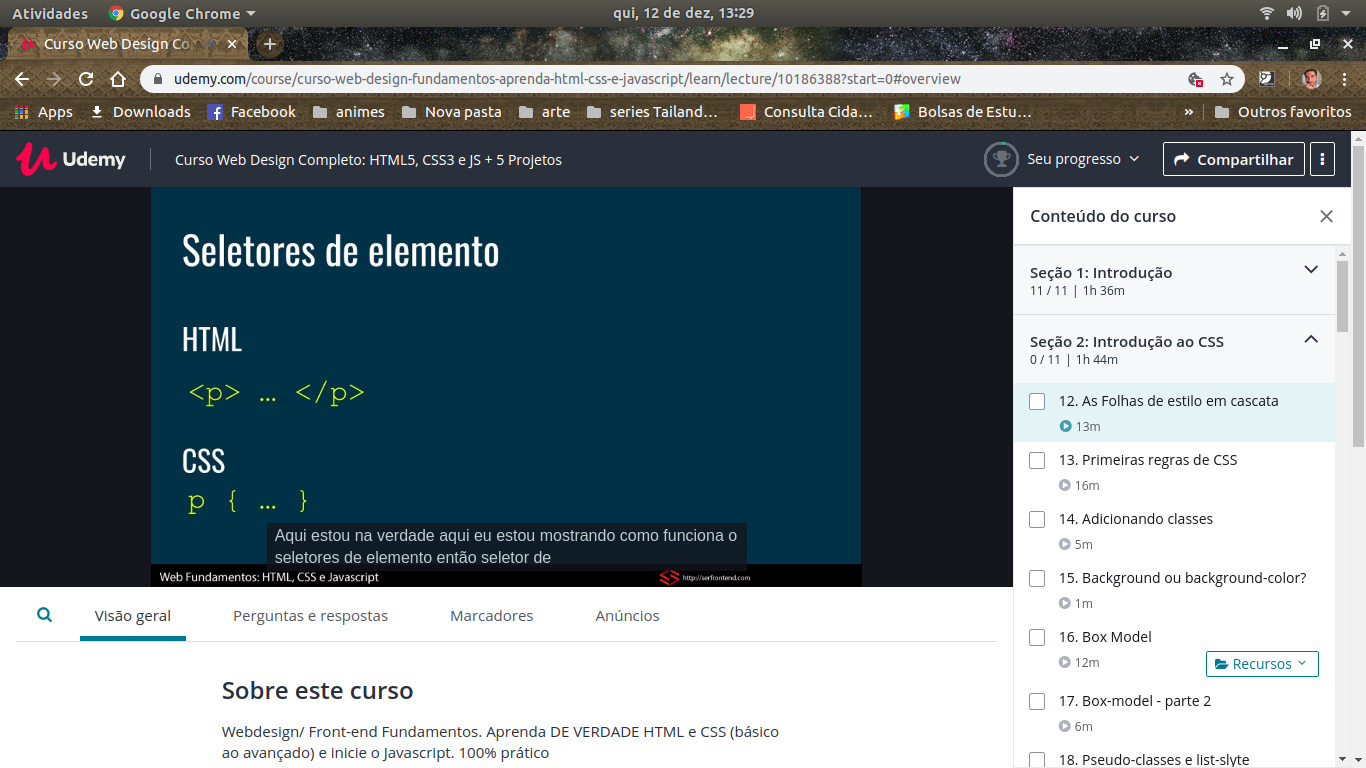 Atividades Google Chrome qui, 12 de dez, 13:29
Curso Web Design Co
udemy.com/course/curso-web-design-fundamentos-aprenda-html-css-e-javascript/learn/lecture/10186388?start=0#overview
Apps Downloads Facebook animes Nova pasta arte series Tailand… Consulta Cida… Bolsas de Estu… » Outros favoritos
Udemy Curso Web Design Completo: HTML5, CSS3 e JS + 5 Projetos Seu progresso Compartilhar
Seletores de elemento
HTML
<p> … </p>
CSS
p { … }
Aqui estou na verdade aqui eu estou mostrando como funciona o
seletores de elemento então seletor de
Web Fundamentos: HTML, CSS e Javascript http://serfrontend.com
Conteúdo do curso
Seção 1: Introdução
11 / 11 | 1h 36m
Seção 2: Introdução ao CSS
0 / 11 | 1h 44m
12. As Folhas de estilo em cascata
13m
13. Primeiras regras de CSS
16m
14. Adicionando classes
5m
15. Background ou background-color?
1m
16. Box Model
12m Recursos
17. Box-model - parte 2
6m
18. Pseudo-classes e list-slyte
Visão geral Perguntas e respostas Marcadores Anúncios
Sobre este curso
Webdesign/ Front-end Fundamentos. Aprenda DE VERDADE HTML e CSS (básico
ao avançado) e inicie o Javascript. 100% prático